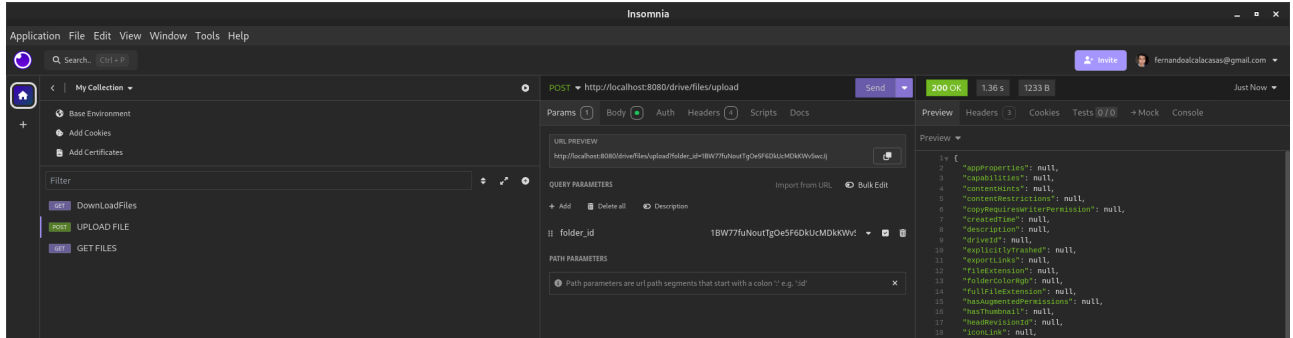 Insomnia
Application File Edit View Window Tools Help
Search.. Ctrl + P
Invite
fernandoalcalacasas@gmail.com
My Collection
Base Environment
Add Cookies
Add Certificates
Filter
GET DownLoadFiles
POST UPLOAD FILE
GET GET FILES
POST http://localhost:8080/drive/files/upload
Send
Params 1 Body Auth Headers 4 Scripts Docs
URL PREVIEW
http://localhost:8080/drive/files/upload?folder_id=1BW77fuNoutTgOe5F6DkUcMDkKWvSwcJj
QUERY PARAMETERS
Import from URL Bulk Edit
+ Add Delete all Description
folder_id 1BW77fuNoutTgOe5F6DkUcMDkKWvS
PATH PARAMETERS
Path parameters are url path segments that start with a colon ':' e.g. ':id'
200 OK 1.36 s 1233 B Just Now
Preview Headers 3 Cookies Tests 0 / 0 → Mock Console
Preview
1 {
2 "appProperties": null,
3 "capabilities": null,
4 "contentHints": null,
5 "contentRestrictions": null,
6 "copyRequiresWriterPermission": null,
7 "createdTime": null,
8 "description": null,
9 "driveId": null,
10 "explicitlyTrashed": null,
11 "exportLinks": null,
12 "fileExtension": null,
13 "folderColorRgb": null,
14 "fullFileExtension": null,
15 "hasAugmentedPermissions": null,
16 "hasThumbnail": null,
17 "headRevisionId": null,
18 "iconLink": null,